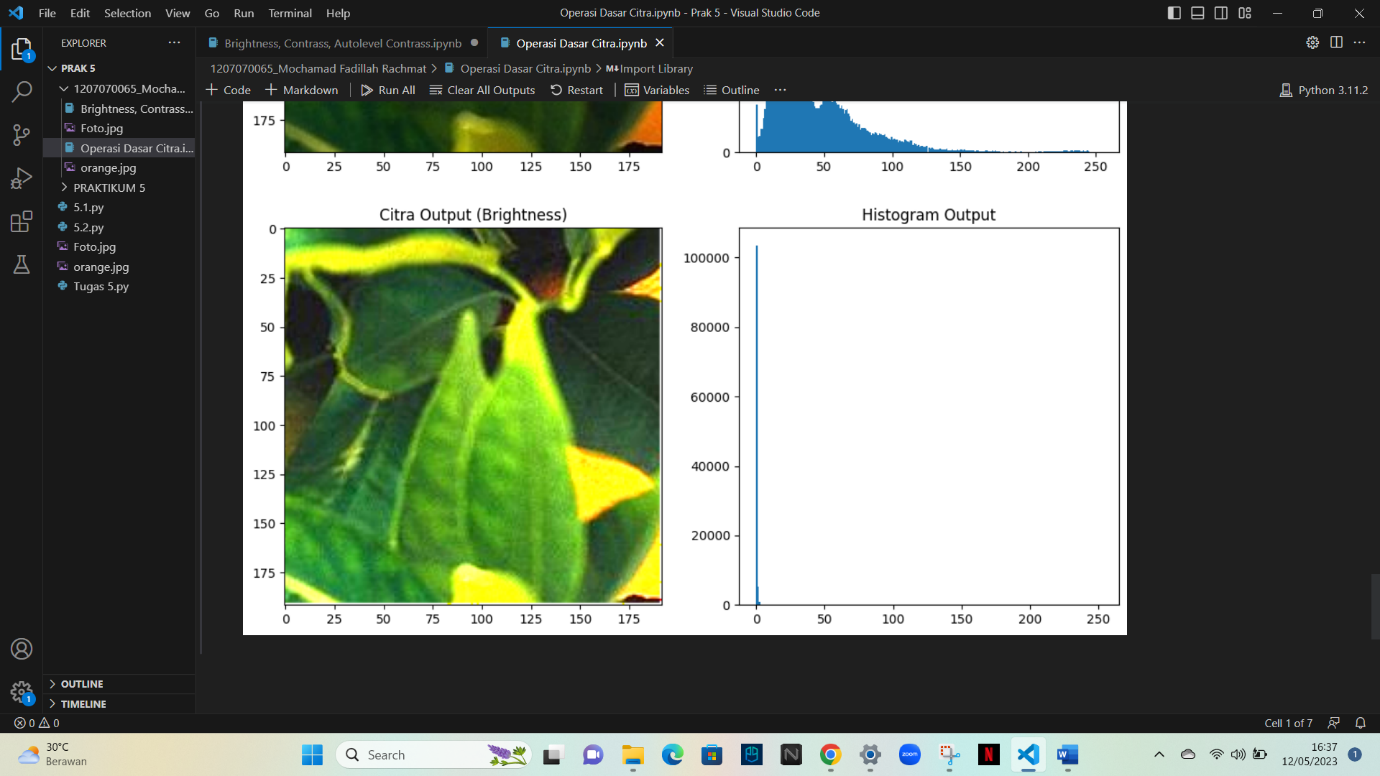 File Edit Selection View Go Run Terminal Help
Operasi Dasar Citra.ipynb - Prak 5 - Visual Studio Code
EXPLORER
Brightness, Contrass, Autolevel Contrass.ipynb
Operasi Dasar Citra.ipynb
PRAK 5
1207070065_Mochamad Fadillah Rachmat > Operasi Dasar Citra.ipynb > M↓Import Library
1207070065_Mocha...
+ Code + Markdown Run All Clear All Outputs Restart Variables Outline ...
Python 3.11.2
Brightness, Contrass...
Foto.jpg
Operasi Dasar Citra.i...
orange.jpg
PRAKTIKUM 5
5.1.py
5.2.py
Foto.jpg
orange.jpg
Tugas 5.py
175
0 25 50 75 100 125 150 175
0
0 50 100 150 200 250
Citra Output (Brightness)
0
25
50
75
100
125
150
175
0 25 50 75 100 125 150 175
Histogram Output
100000
80000
60000
40000
20000
0
0 50 100 150 200 250
OUTLINE
TIMELINE
1
1
0 0
Cell 1 of 7
30°C
Berawan
Search
zoom
16:37
12/05/2023
1